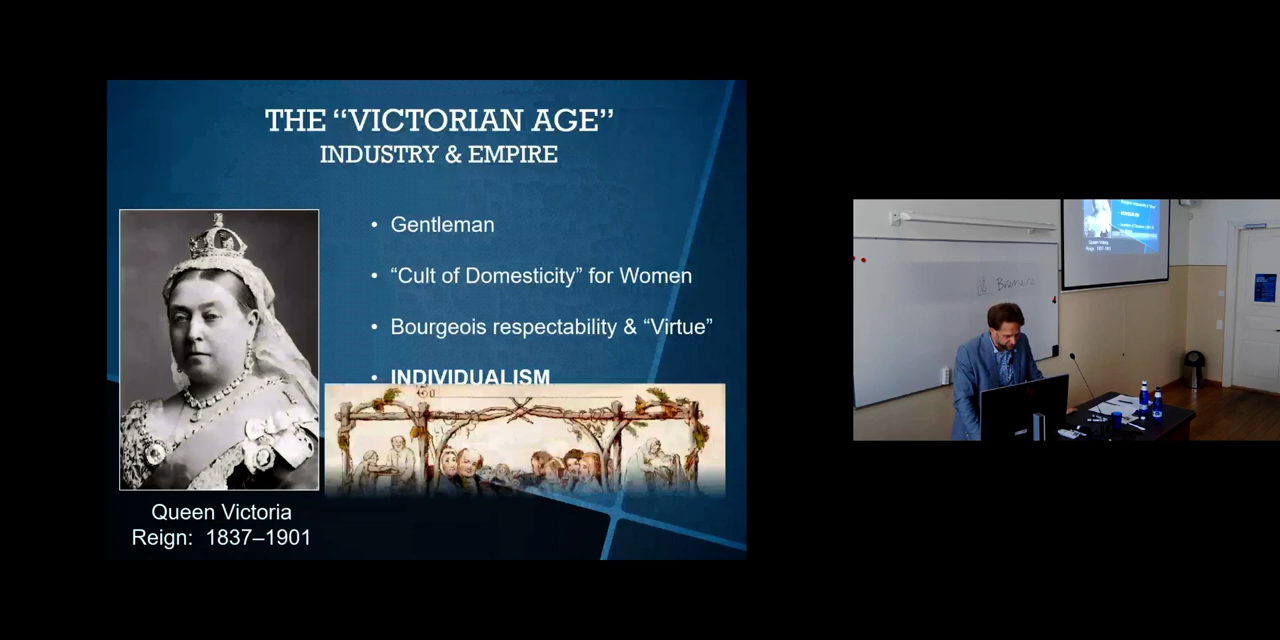 THE “VICTORIAN AGE”
INDUSTRY & EMPIRE
• Gentleman
• “Cult of Domesticity” for Women
• Bourgeois respectability & “Virtue”
• INDIVIDUALISM
Queen Victoria
Reign: 1837–1901